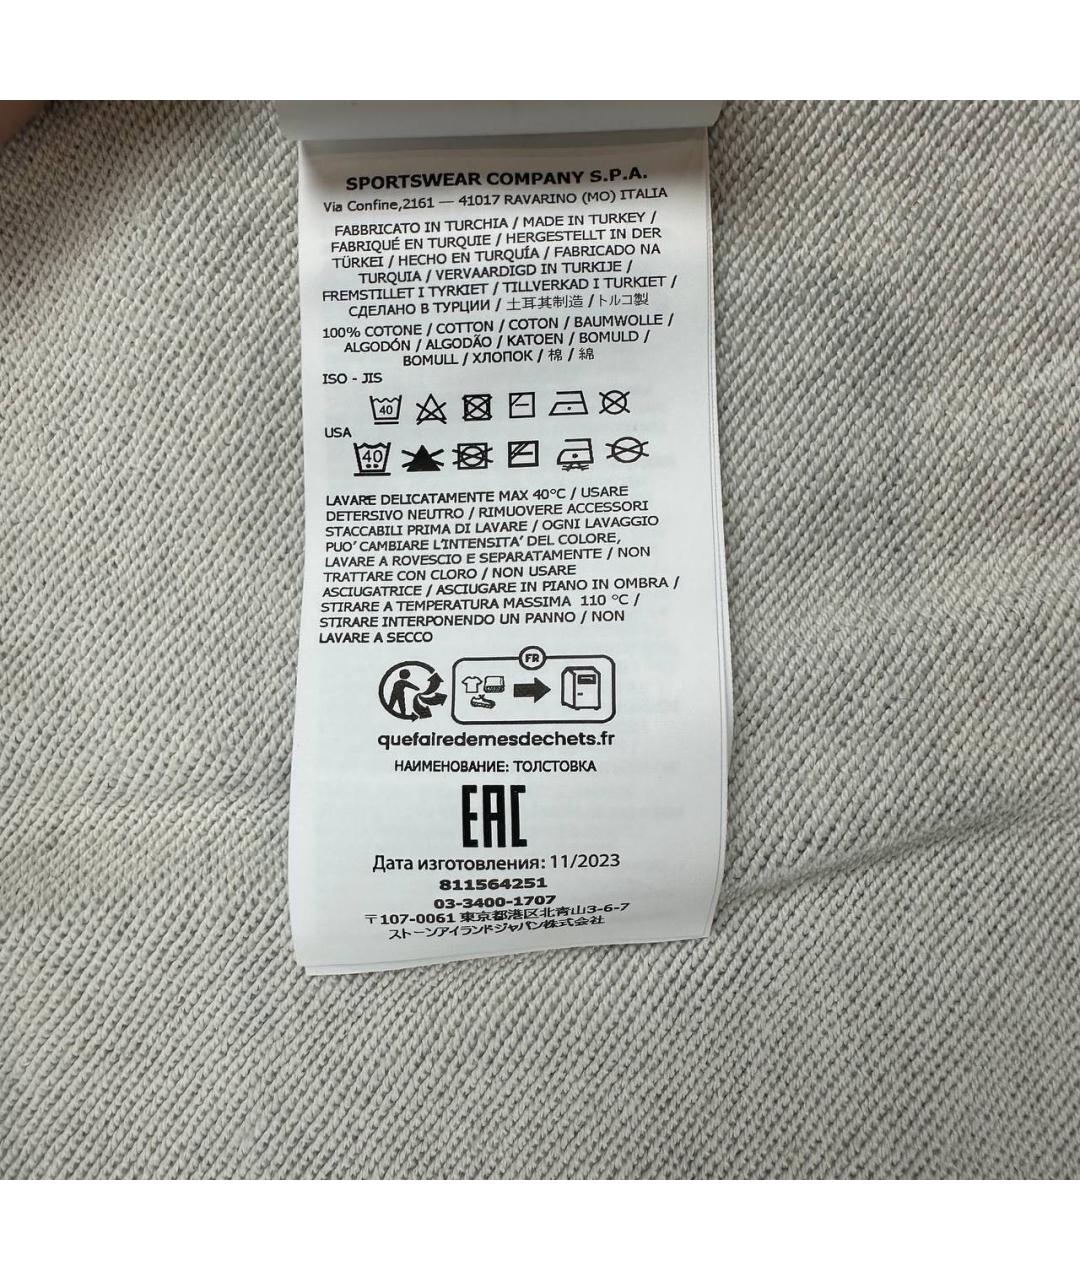 SPORTSWEAR COMPANY S.P.A.
Via Confine,2161 — 41017 RAVARINO (MO) ITALIA
FABBRICATO IN TURCHIA / MADE IN TURKEY /
FABRIQUÉ EN TURQUIE / HERGESTELLT IN DER
TÜRKEI / HECHO EN TURQUÍA / FABRICADO NA
TURQUIA / VERVAARDIGD IN TURKIJE /
FREMSTILLET I TYRKIET / TILLVERKAD I TURKIET /
СДЕЛАНО В ТУРЦИИ / 土耳其制造 / トルコ製
100% COTONE / COTTON / COTON / BAUMWOLLE /
ALGODÓN / ALGODÃO / KATOEN / BOMULD /
BOMULL / ХЛОПОК / 棉 / 綿
ISO - JIS
40
USA
40
LAVARE DELICATAMENTE MAX 40°C / USARE
DETERSIVO NEUTRO / RIMUOVERE ACCESSORI
STACCABILI PRIMA DI LAVARE / OGNI LAVAGGIO
PUO' CAMBIARE L'INTENSITA' DEL COLORE,
LAVARE A ROVESCIO E SEPARATAMENTE / NON
TRATTARE CON CLORO / NON USARE
ASCIUGATRICE / ASCIUGARE IN PIANO IN OMBRA /
STIRARE A TEMPERATURA MASSIMA 110 °C /
STIRARE INTERPONENDO UN PANNO / NON
LAVARE A SECCO
FR
quefairedemesdechets.fr
НАИМЕНОВАНИЕ: ТОЛСТОВКА
EAC
Дата изготовления: 11/2023
811564251
03-3400-1707
〒107-0061 東京都港区北青山3-6-7
ストーンアイランドジャパン株式会社